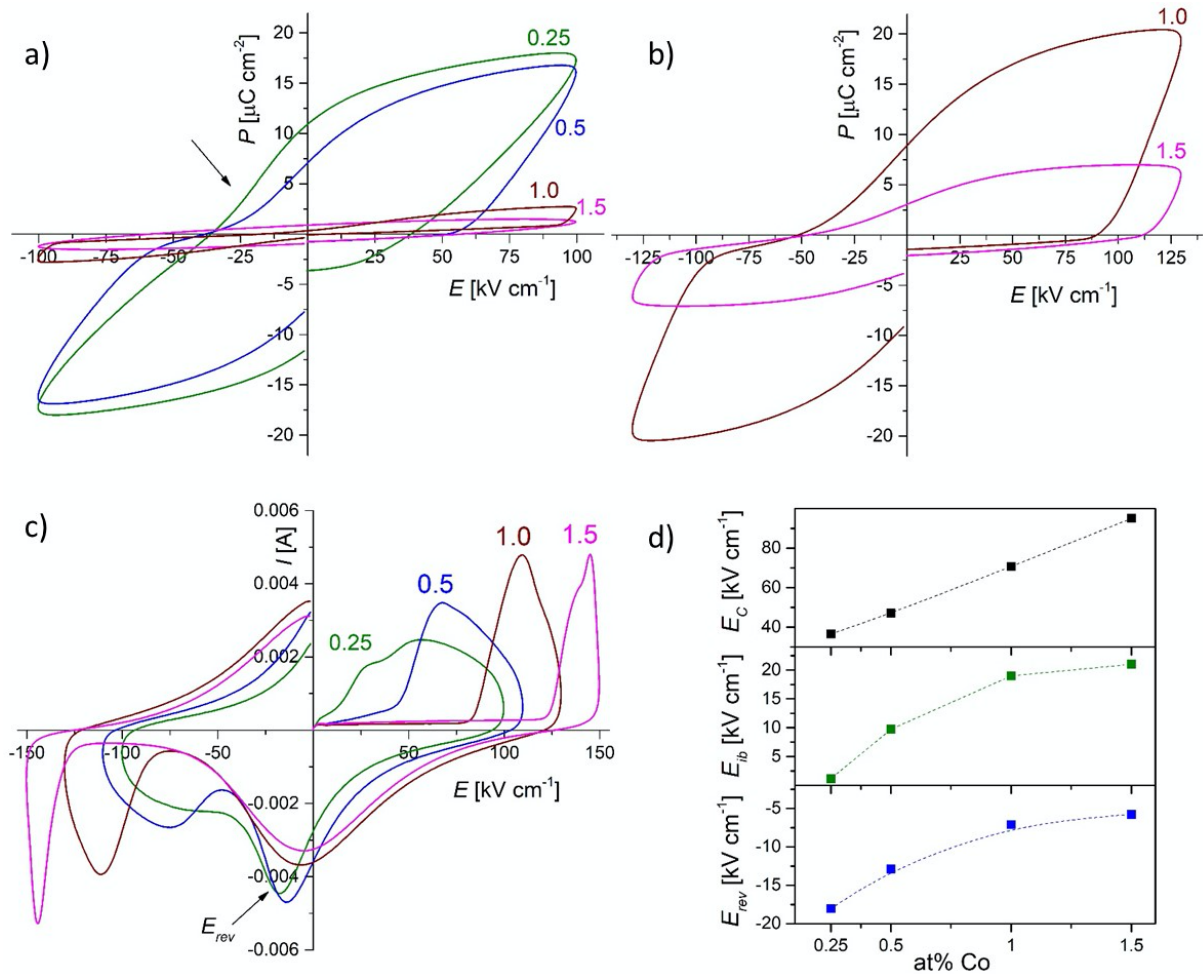 a)
P [µC cm⁻²]
20
15
10
5
-5
-10
-15
-20
-100 -75 -50 -25 25 50 75 100
E [kV cm⁻¹]
0.25
0.5
1.0
1.5
b)
P [µC cm⁻²]
20
15
10
5
-5
-10
-15
-20
-125 -100 -75 -50 -25 25 50 75 100 125
E [kV cm⁻¹]
1.0
1.5
c)
I [A]
0.006
0.004
0.002
-0.002
-0.004
-0.006
-150 -100 -50 50 100 150
E [kV cm⁻¹]
0.25
0.5
1.0
1.5
E_rev
d)
E_C [kV cm⁻¹]
80
60
40
E_ib [kV cm⁻¹]
20
15
10
5
E_rev [kV cm⁻¹]
-5
-10
-15
-20
0.25 0.5 1 1.5
at% Co